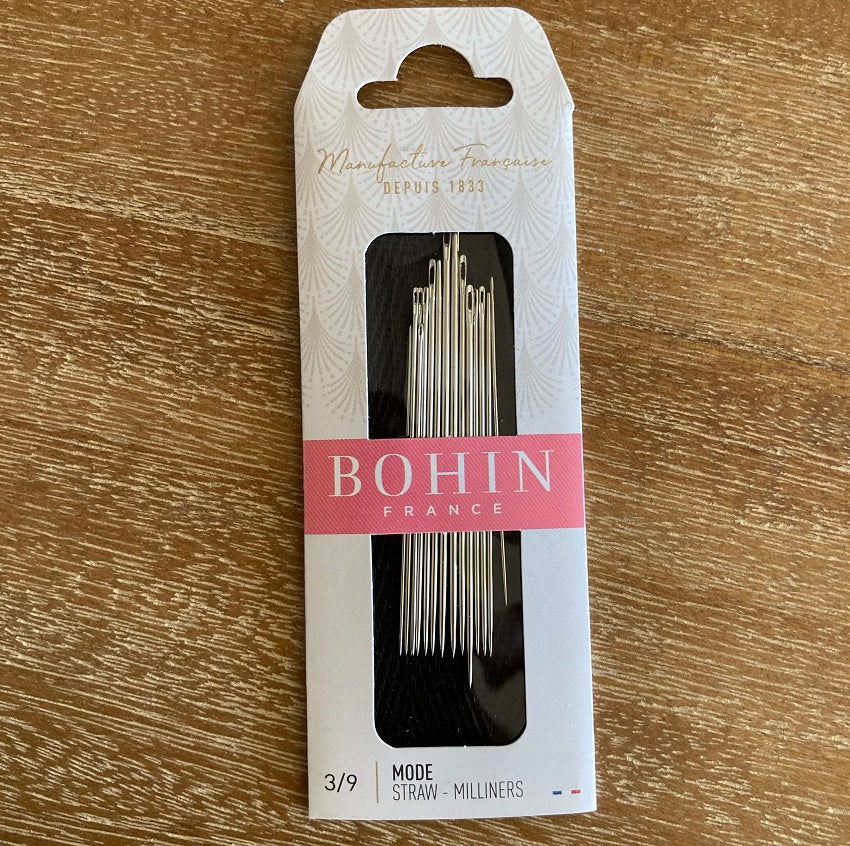 Manufacture Française
DEPUIS 1833
BOHIN
FRANCE
3/9
MODE
STRAW - MILLINERS